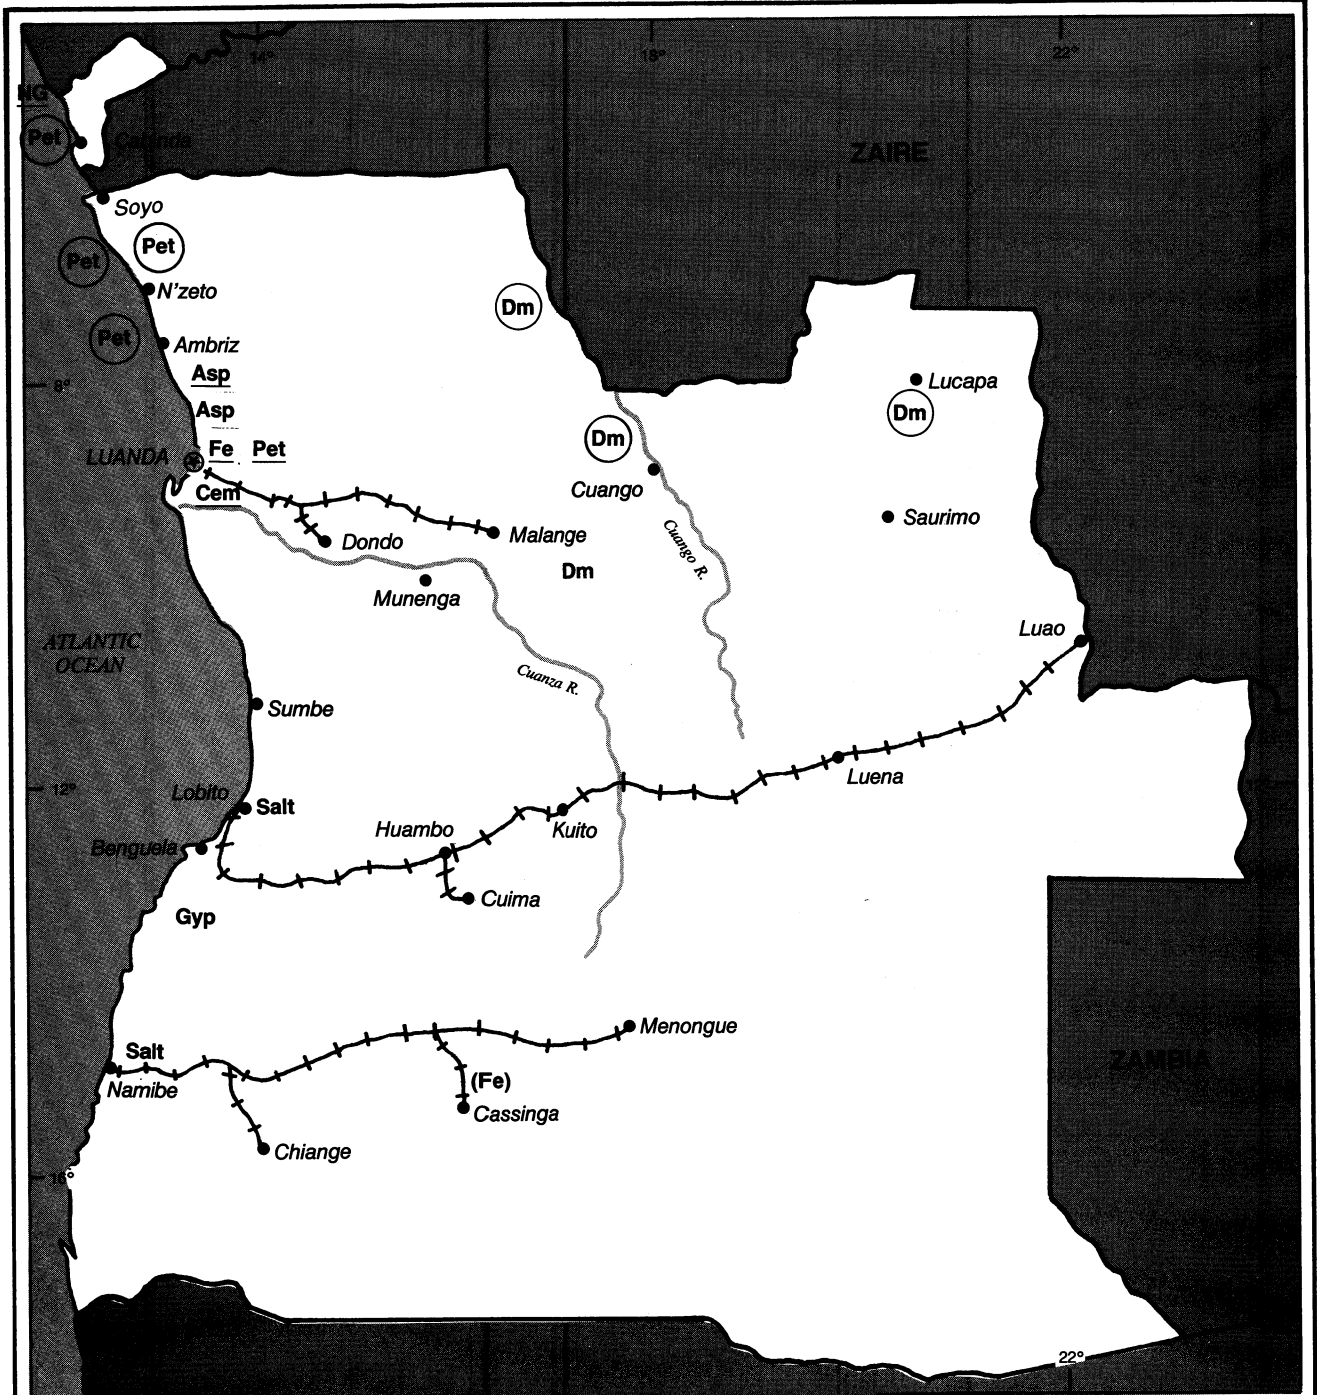 14°
18°
22°
NG
Pet
Cabinda
ZAIRE
Soyo
Pet
Pet
N'zeto
Dm
Pet
Ambriz
Asp
8°
Lucapa
Asp
Dm
Fe Pet
Dm
LUANDA
Cem
Cuango
Saurimo
Malange
Dondo
Cuango R.
Dm
Munenga
Luao
ATLANTIC
OCEAN
Cuanza R.
Sumbe
Luena
12°
Lobito
Salt
Huambo
Kuito
Benguela
Cuima
Gyp
Menongue
Salt
ZAMBIA
Namibe
(Fe)
Cassinga
Chiange
16°
22°